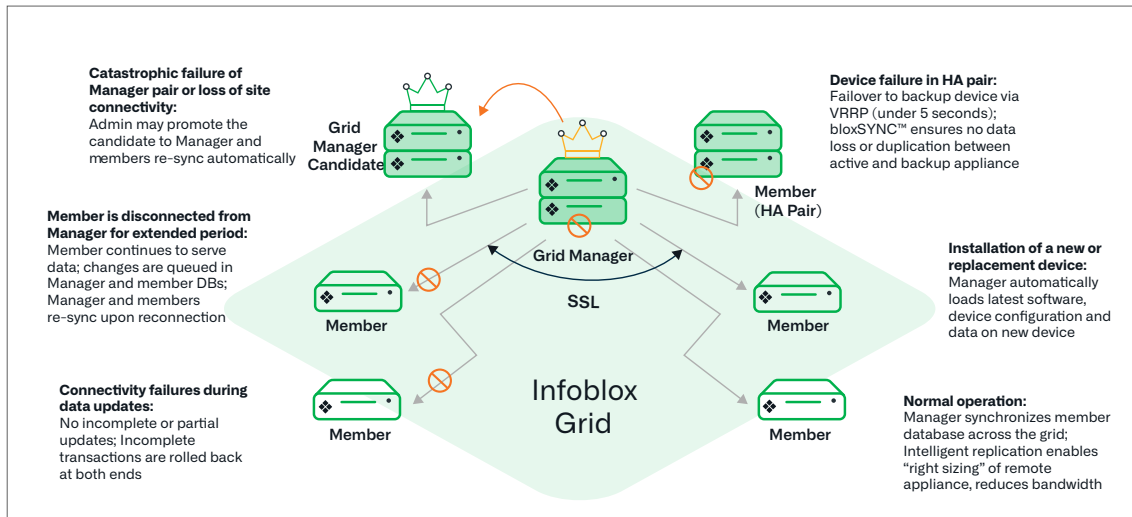 Catastrophic failure of
Manager pair or loss of site
connectivity:
Admin may promote the
candidate to Manager and
members re-sync automatically
Grid
Manager
Candidate
Device failure in HA pair:
Failover to backup device via
VRRP (under 5 seconds);
bloxSYNC™ ensures no data
loss or duplication between
active and backup appliance
Member
(HA Pair)
Member is disconnected from
Manager for extended period:
Member continues to serve
data; changes are queued in
Manager and member DBs;
Manager and members
re-sync upon reconnection
Grid Manager
SSL
Member
Member
Installation of a new or
replacement device:
Manager automatically
loads latest software,
device configuration and
data on new device
Connectivity failures during
data updates:
No incomplete or partial
updates; Incomplete
transactions are rolled back
at both ends
Member
Infoblox
Grid
Member
Normal operation:
Manager synchronizes member
database across the grid;
Intelligent replication enables
“right sizing” of remote
appliance, reduces bandwidth